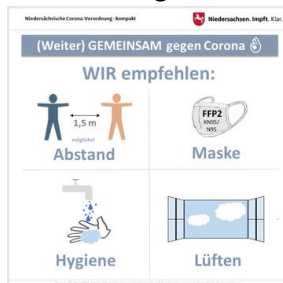 Niedersächsische Corona-Verordnung - kompakt
Niedersachsen. Impft. Klar.
(Weiter) GEMEINSAM gegen Corona
WIR empfehlen:
1,5 m
möglichst
FFP2
KN95/
N95
Abstand
Maske
Hygiene
Lüften